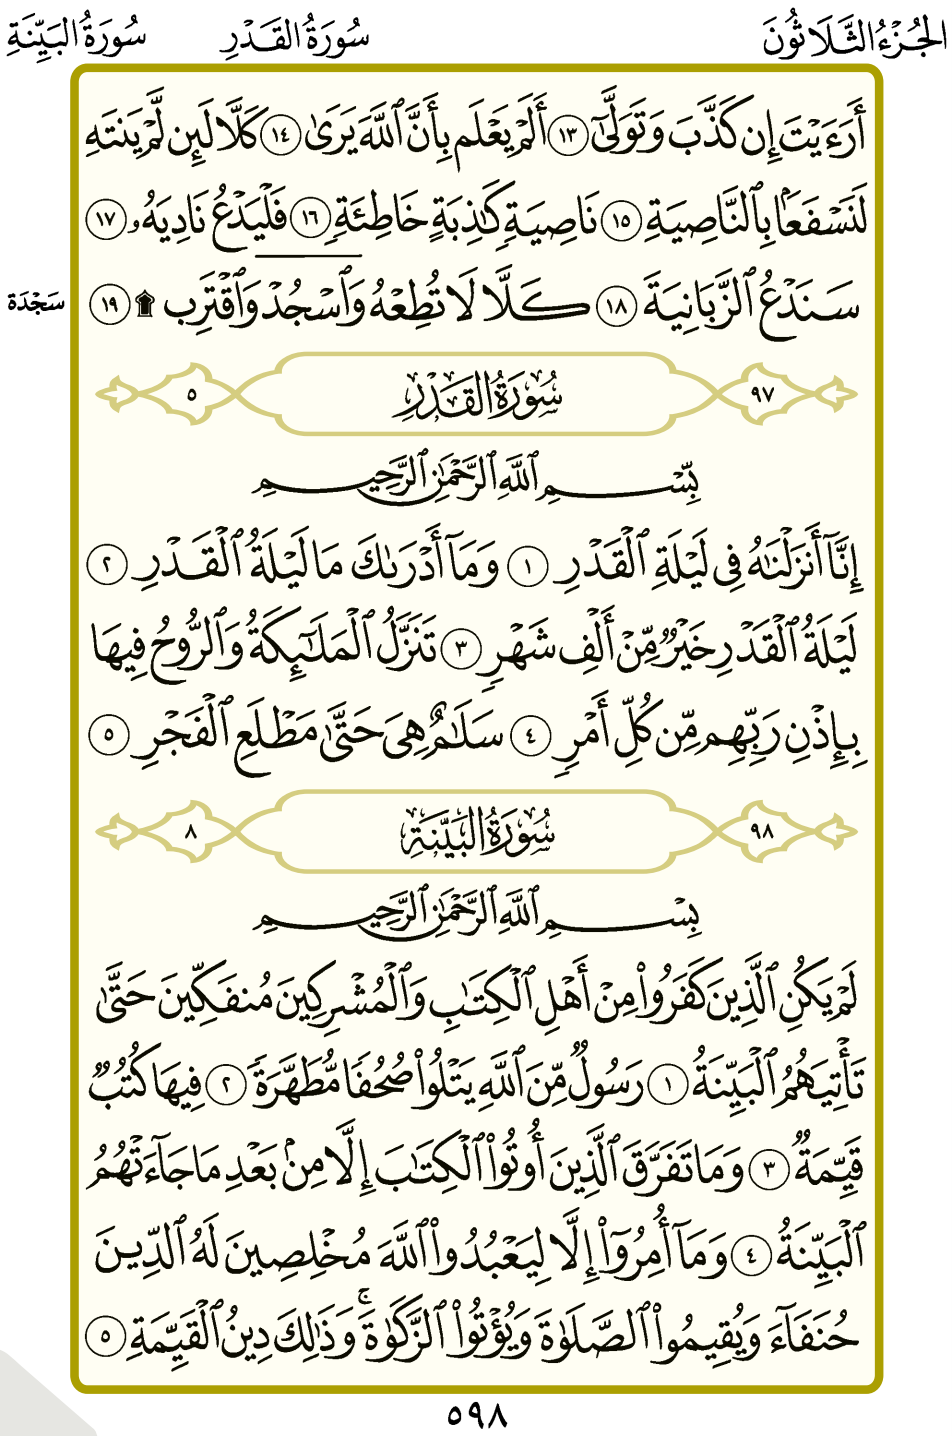 الجُزْءُ الثَّلَاثُونَ سُورَةُ القَدْرِ سُورَةُ البَيِّنَةِ
أَرَءَيْتَ إِن كَذَّبَ وَتَوَلَّىٰٓ ١٣ أَلَمْ يَعْلَم بِأَنَّ ٱللَّهَ يَرَىٰ ١٤ كَلَّا لَئِن لَّمْ يَنتَهِ
لَنَسْفَعَۢا بِٱلنَّاصِيَةِ ١٥ نَاصِيَةٍ كَٰذِبَةٍ خَاطِئَةٍ ١٦ فَلْيَدْعُ نَادِيَهُۥ ١٧
سَنَدْعُ ٱلزَّبَانِيَةَ ١٨ كَلَّا لَا تُطِعْهُ وَٱسْجُدْ وَٱقْتَرِب ۩ ١٩
سَجْدَة
٩٧ سُورَةُ القَدْرِ ٥
بِسْمِ ٱللَّهِ ٱلرَّحْمَٰنِ ٱلرَّحِيمِ
إِنَّآ أَنزَلْنَٰهُ فِى لَيْلَةِ ٱلْقَدْرِ ١ وَمَآ أَدْرَىٰكَ مَا لَيْلَةُ ٱلْقَدْرِ ٢
لَيْلَةُ ٱلْقَدْرِ خَيْرٌ مِّنْ أَلْفِ شَهْرٍ ٣ تَنَزَّلُ ٱلْمَلَٰٓئِكَةُ وَٱلرُّوحُ فِيهَا
بِإِذْنِ رَبِّهِم مِّن كُلِّ أَمْرٍ ٤ سَلَٰمٌ هِىَ حَتَّىٰ مَطْلَعِ ٱلْفَجْرِ ٥
٩٨ سُورَةُ البَيِّنَةِ ٨
بِسْمِ ٱللَّهِ ٱلرَّحْمَٰنِ ٱلرَّحِيمِ
لَمْ يَكُنِ ٱلَّذِينَ كَفَرُوا۟ مِنْ أَهْلِ ٱلْكِتَٰبِ وَٱلْمُشْرِكِينَ مُنفَكِّينَ حَتَّىٰ
تَأْتِيَهُمُ ٱلْبَيِّنَةُ ١ رَسُولٌ مِّنَ ٱللَّهِ يَتْلُوا۟ صُحُفًا مُّطَهَّرَةً ٢ فِيهَا كُتُبٌ
قَيِّمَةٌ ٣ وَمَا تَفَرَّقَ ٱلَّذِينَ أُوتُوا۟ ٱلْكِتَٰبَ إِلَّا مِنۢ بَعْدِ مَا جَآءَتْهُمُ
ٱلْبَيِّنَةُ ٤ وَمَآ أُمِرُوٓا۟ إِلَّا لِيَعْبُدُوا۟ ٱللَّهَ مُخْلِصِينَ لَهُ ٱلدِّينَ
حُنَفَآءَ وَيُقِيمُوا۟ ٱلصَّلَوٰةَ وَيُؤْتُوا۟ ٱلزَّكَوٰةَ ۚ وَذَٰلِكَ دِينُ ٱلْقَيِّمَةِ ٥
٥٩٨